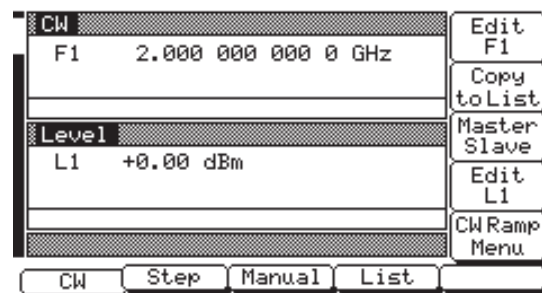 CW
F1 2.000 000 000 0 GHz
Level
L1 +0.00 dBm
Edit
F1
Copy
to List
Master
Slave
Edit
L1
CW Ramp
Menu
CW Step Manual List